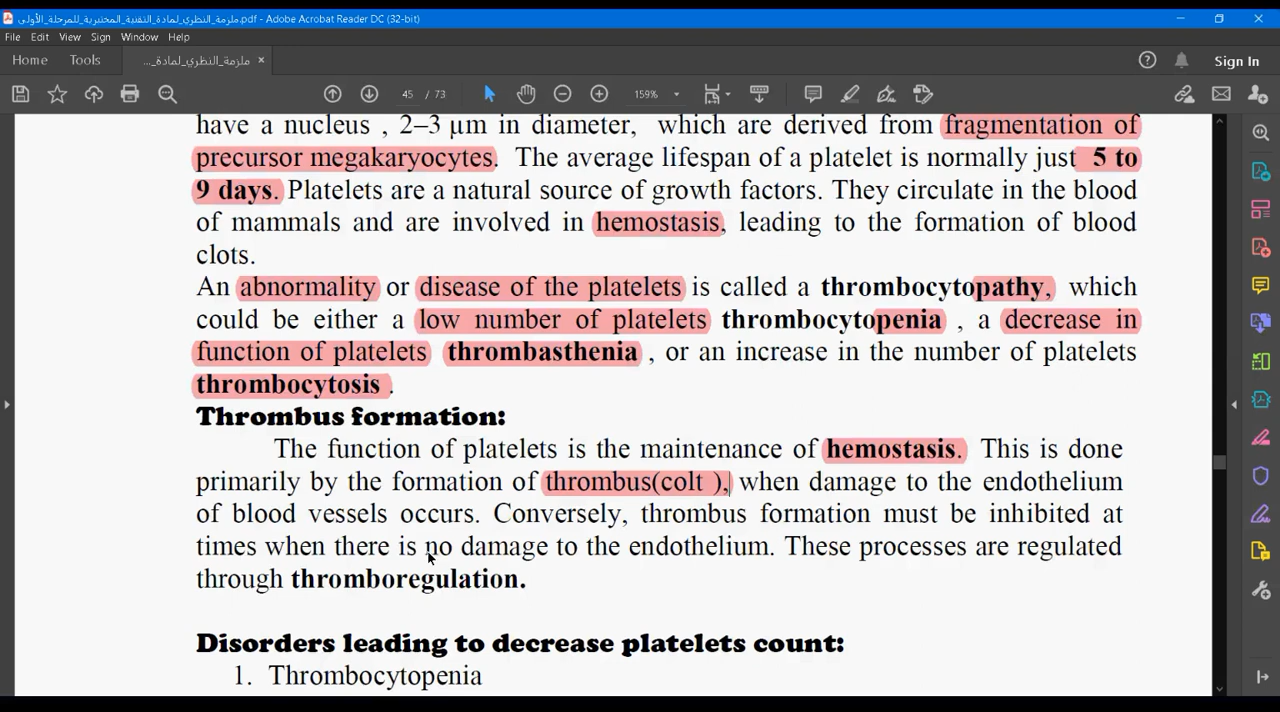 ملزمة_النظري_لمادة_التقنية_المختبرية_للمرحلة_الأولى.pdf - Adobe Acrobat Reader DC (32-bit)
File Edit View Sign Window Help
Home Tools ملزمة_النظري_لمادة_... × Sign In
45 / 73 159%
have a nucleus , 2–3 µm in diameter, which are derived from fragmentation of
precursor megakaryocytes. The average lifespan of a platelet is normally just 5 to
9 days. Platelets are a natural source of growth factors. They circulate in the blood
of mammals and are involved in hemostasis, leading to the formation of blood
clots.
An abnormality or disease of the platelets is called a thrombocytopathy, which
could be either a low number of platelets thrombocytopenia , a decrease in
function of platelets thrombasthenia , or an increase in the number of platelets
thrombocytosis .
Thrombus formation:
The function of platelets is the maintenance of hemostasis. This is done
primarily by the formation of thrombus(colt ), when damage to the endothelium
of blood vessels occurs. Conversely, thrombus formation must be inhibited at
times when there is no damage to the endothelium. These processes are regulated
through thromboregulation.
Disorders leading to decrease platelets count:
1. Thrombocytopenia